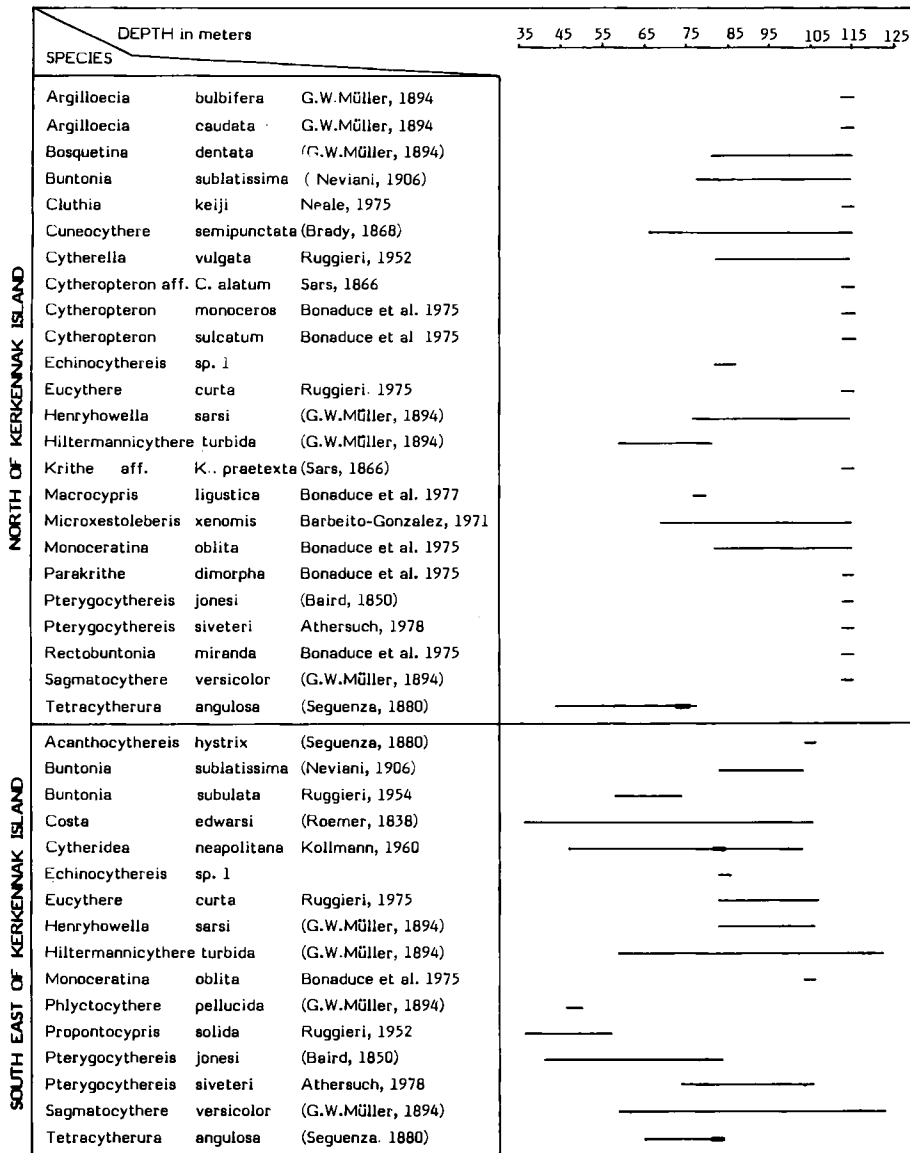 DEPTH in meters 35 45 55 65 75 85 95 105 115 125
SPECIES
NORTH OF KERKENNAK ISLAND
Argilloecia bulbifera G.W.Müller, 1894
Argilloecia caudata G.W.Müller, 1894
Bosquetina dentata (G.W.Müller, 1894)
Buntonia sublatissima ( Neviani, 1906)
Cluthia keiji Neale, 1975
Cuneocythere semipunctata (Brady, 1868)
Cytherella vulgata Ruggieri, 1952
Cytheropteron aff. C. alatum Sars, 1866
Cytheropteron monoceros Bonaduce et al. 1975
Cytheropteron sulcatum Bonaduce et al 1975
Echinocythereis sp. 1
Eucythere curta Ruggieri. 1975
Henryhowella sarsi (G.W.Müller, 1894)
Hiltermannicythere turbida (G.W.Müller, 1894)
Krithe aff. K.. praetexta (Sars, 1866)
Macrocypris ligustica Bonaduce et al. 1977
Microxestoleberis xenomis Barbeito-Gonzalez, 1971
Monoceratina oblita Bonaduce et al. 1975
Parakrithe dimorpha Bonaduce et al. 1975
Pterygocythereis jonesi (Baird, 1850)
Pterygocythereis siveteri Athersuch, 1978
Rectobuntonia miranda Bonaduce et al. 1975
Sagmatocythere versicolor (G.W.Müller, 1894)
Tetracytherura angulosa (Seguenza, 1880)
SOUTH EAST OF KERKENNAK ISLAND
Acanthocythereis hystrix (Seguenza, 1880)
Buntonia sublatissima (Neviani, 1906)
Buntonia subulata Ruggieri, 1954
Costa edwarsi (Roemer, 1838)
Cytheridea neapolitana Kollmann, 1960
Echinocythereis sp. 1
Eucythere curta Ruggieri, 1975
Henryhowella sarsi (G.W.Müller, 1894)
Hiltermannicythere turbida (G.W.Müller, 1894)
Monoceratina oblita Bonaduce et al. 1975
Phlyctocythere pellucida (G.W.Müller, 1894)
Propontocypris solida Ruggieri, 1952
Pterygocythereis jonesi (Baird, 1850)
Pterygocythereis siveteri Athersuch, 1978
Sagmatocythere versicolor (G.W.Müller, 1894)
Tetracytherura angulosa (Seguenza. 1880)